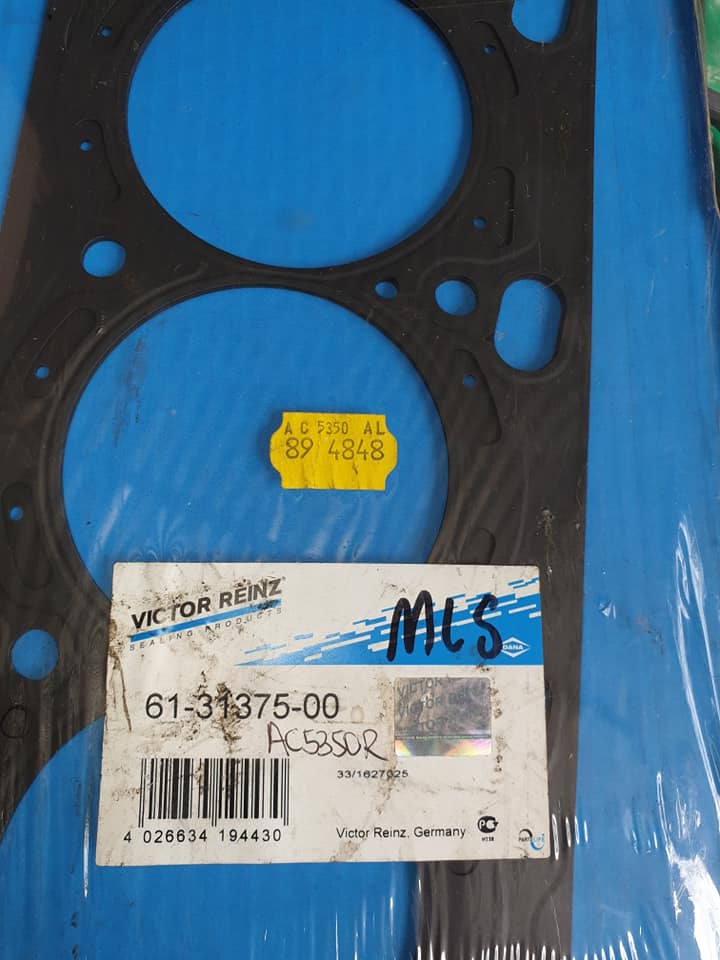 AC 5350 AL
89 4848
VICTOR REINZ
SEALING PRODUCTS
MLS
DANA
61-31375-00
AC5350R
33/1627025
4 026634 194430
Victor Reinz, Germany